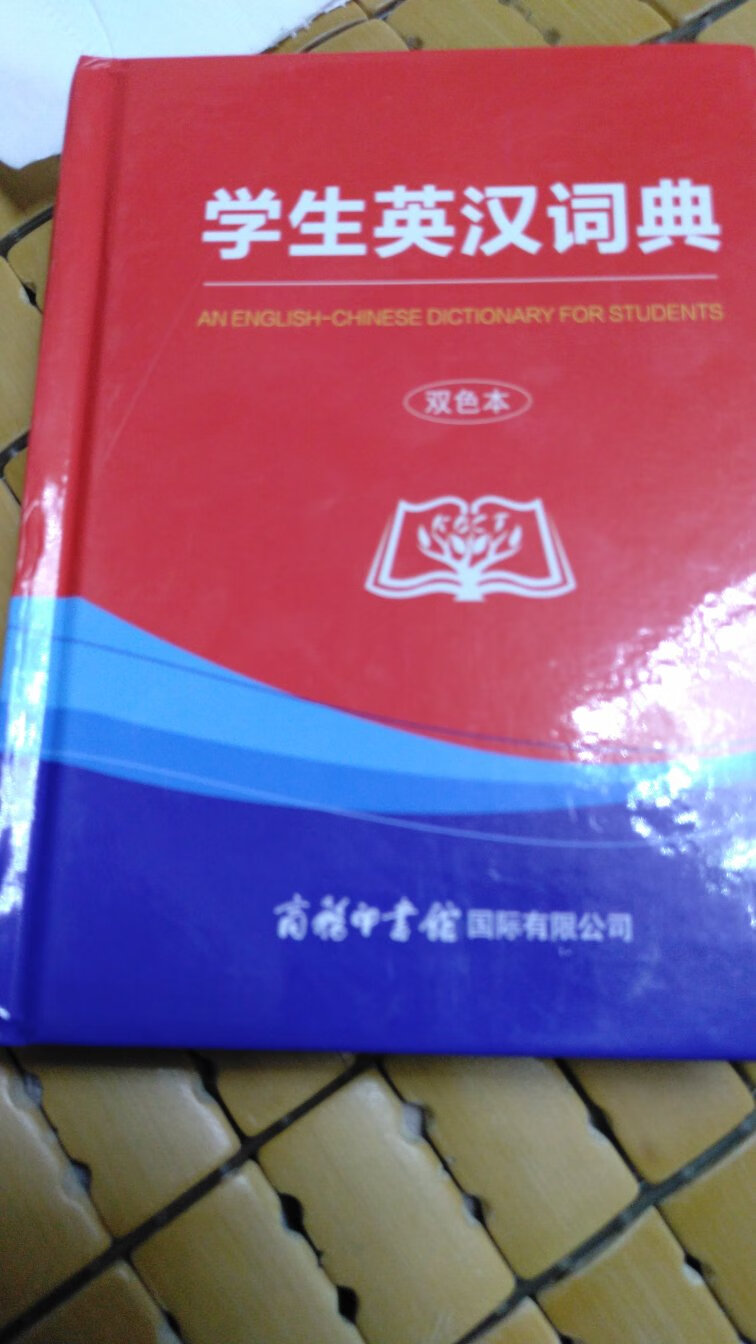 学生英汉词典
AN ENGLISH-CHINESE DICTIONARY FOR STUDENTS
双色本
商务印书馆 国际有限公司